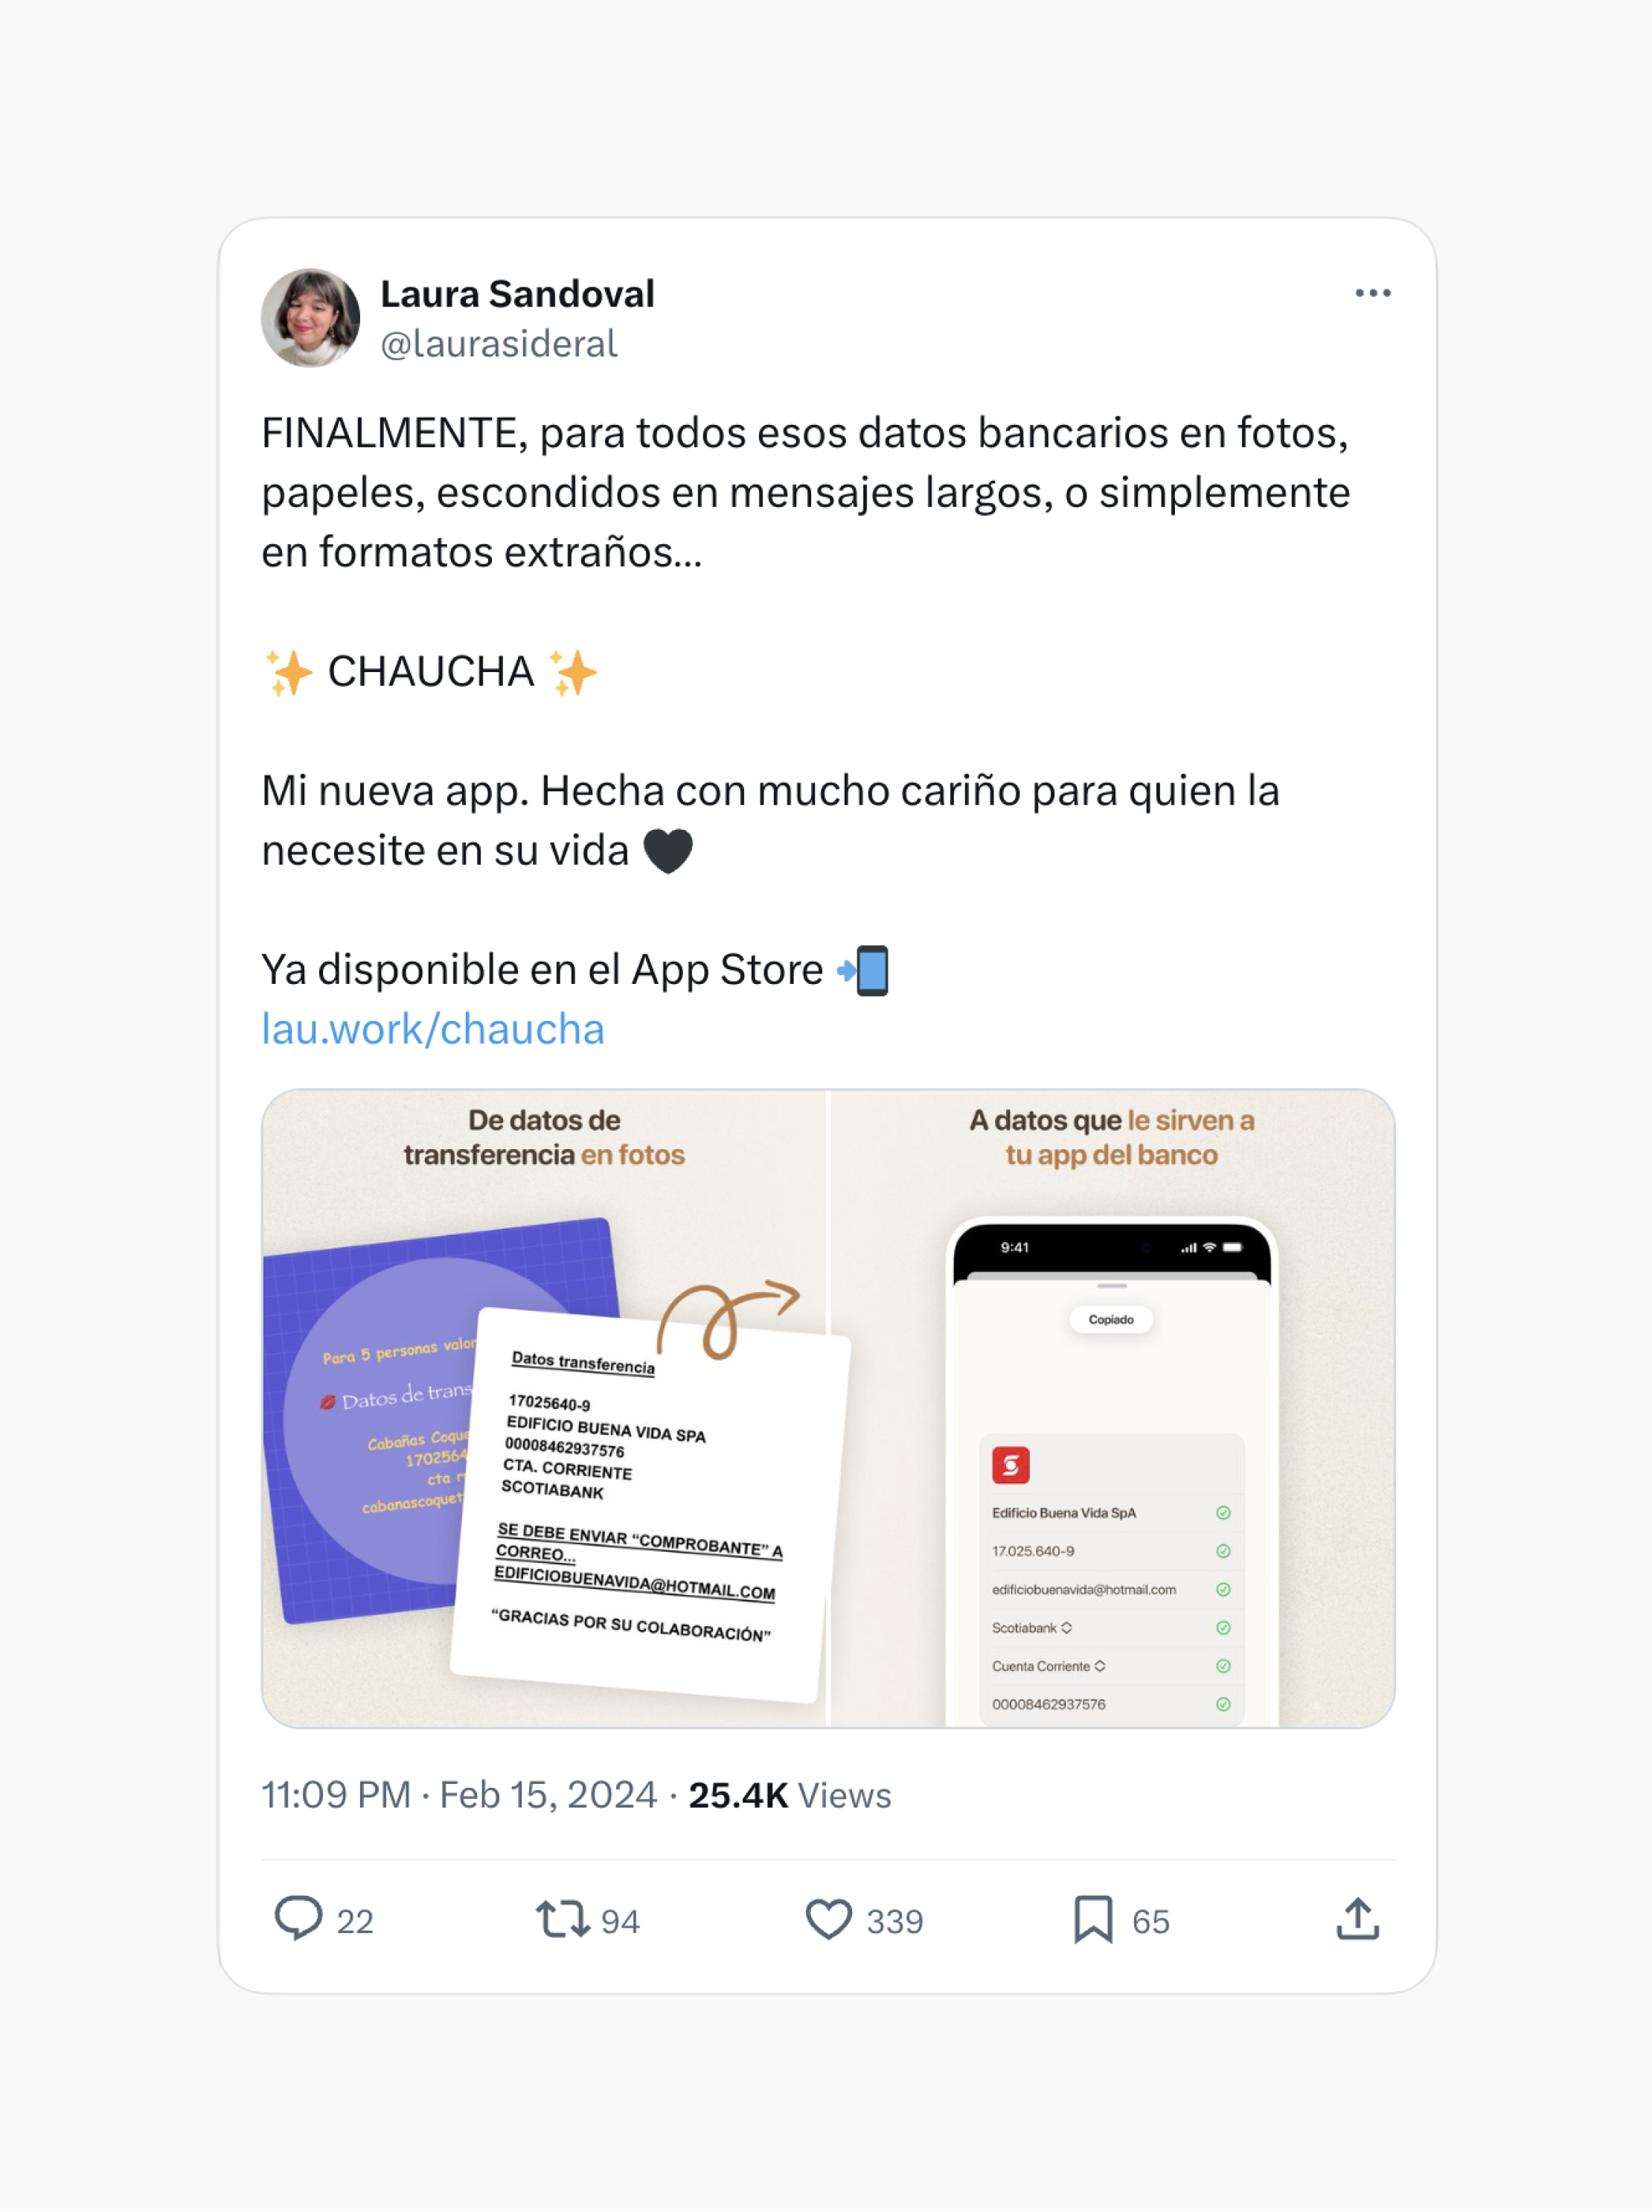 Laura Sandoval
@laurasideral
FINALMENTE, para todos esos datos bancarios en fotos,
papeles, escondidos en mensajes largos, o simplemente
en formatos extraños...
✨ CHAUCHA ✨
Mi nueva app. Hecha con mucho cariño para quien la
necesite en su vida 🖤
Ya disponible en el App Store 📲
lau.work/chaucha
De datos de
transferencia en fotos
Para 5 personas valor
💋 Datos de trans
Cabañas Coque
1702564
cta r
cabanascoquet
Datos transferencia
17025640-9
EDIFICIO BUENA VIDA SPA
00008462937576
CTA. CORRIENTE
SCOTIABANK
SE DEBE ENVIAR “COMPROBANTE” A
CORREO...
EDIFICIOBUENAVIDA@HOTMAIL.COM
“GRACIAS POR SU COLABORACIÓN”
A datos que le sirven a
tu app del banco
9:41
Copiado
Edificio Buena Vida SpA
17.025.640-9
edificiobuenavida@hotmail.com
Scotiabank
Cuenta Corriente
00008462937576
11:09 PM · Feb 15, 2024 · 25.4K Views
22 94 339 65